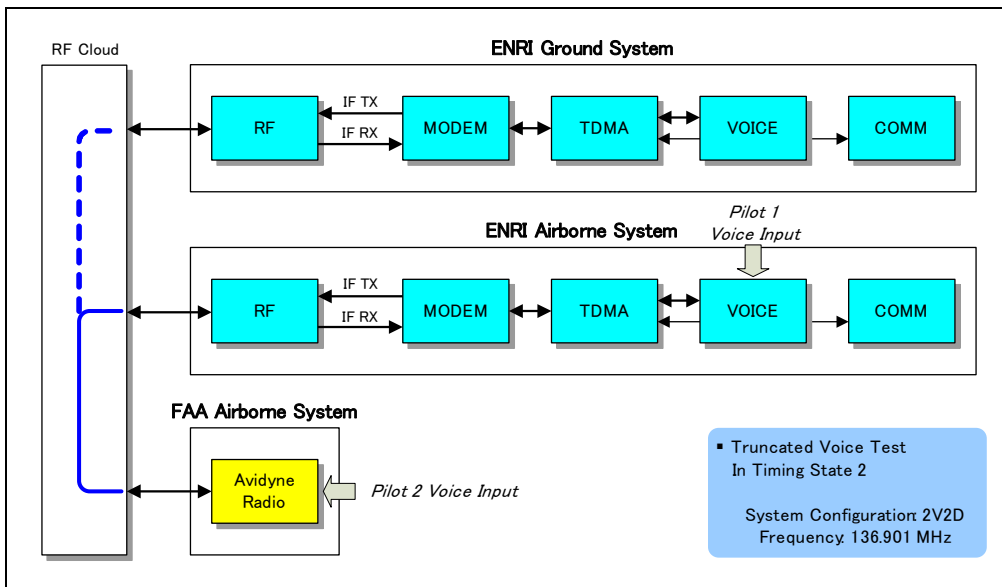 RF Cloud
ENRI Ground System
RF
IF TX
IF RX
MODEM
TDMA
VOICE
COMM
Pilot 1
Voice Input
ENRI Airborne System
RF
IF TX
IF RX
MODEM
TDMA
VOICE
COMM
FAA Airborne System
Avidyne
Radio
Pilot 2 Voice Input
▪ Truncated Voice Test
In Timing State 2
System Configuration: 2V2D
Frequency: 136.901 MHz